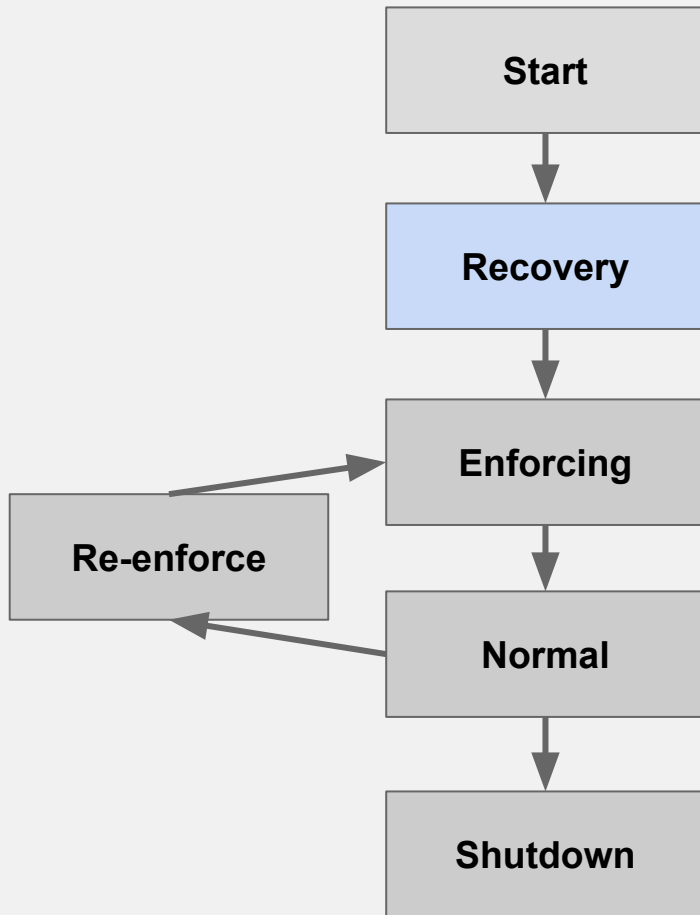 Start
Recovery
Enforcing
Re-enforce
Normal
Shutdown